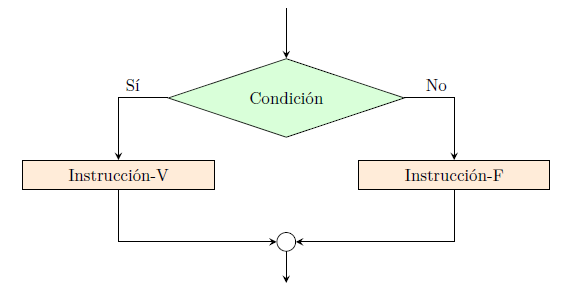 Sí
No
Condición
Instrucción-V
Instrucción-F